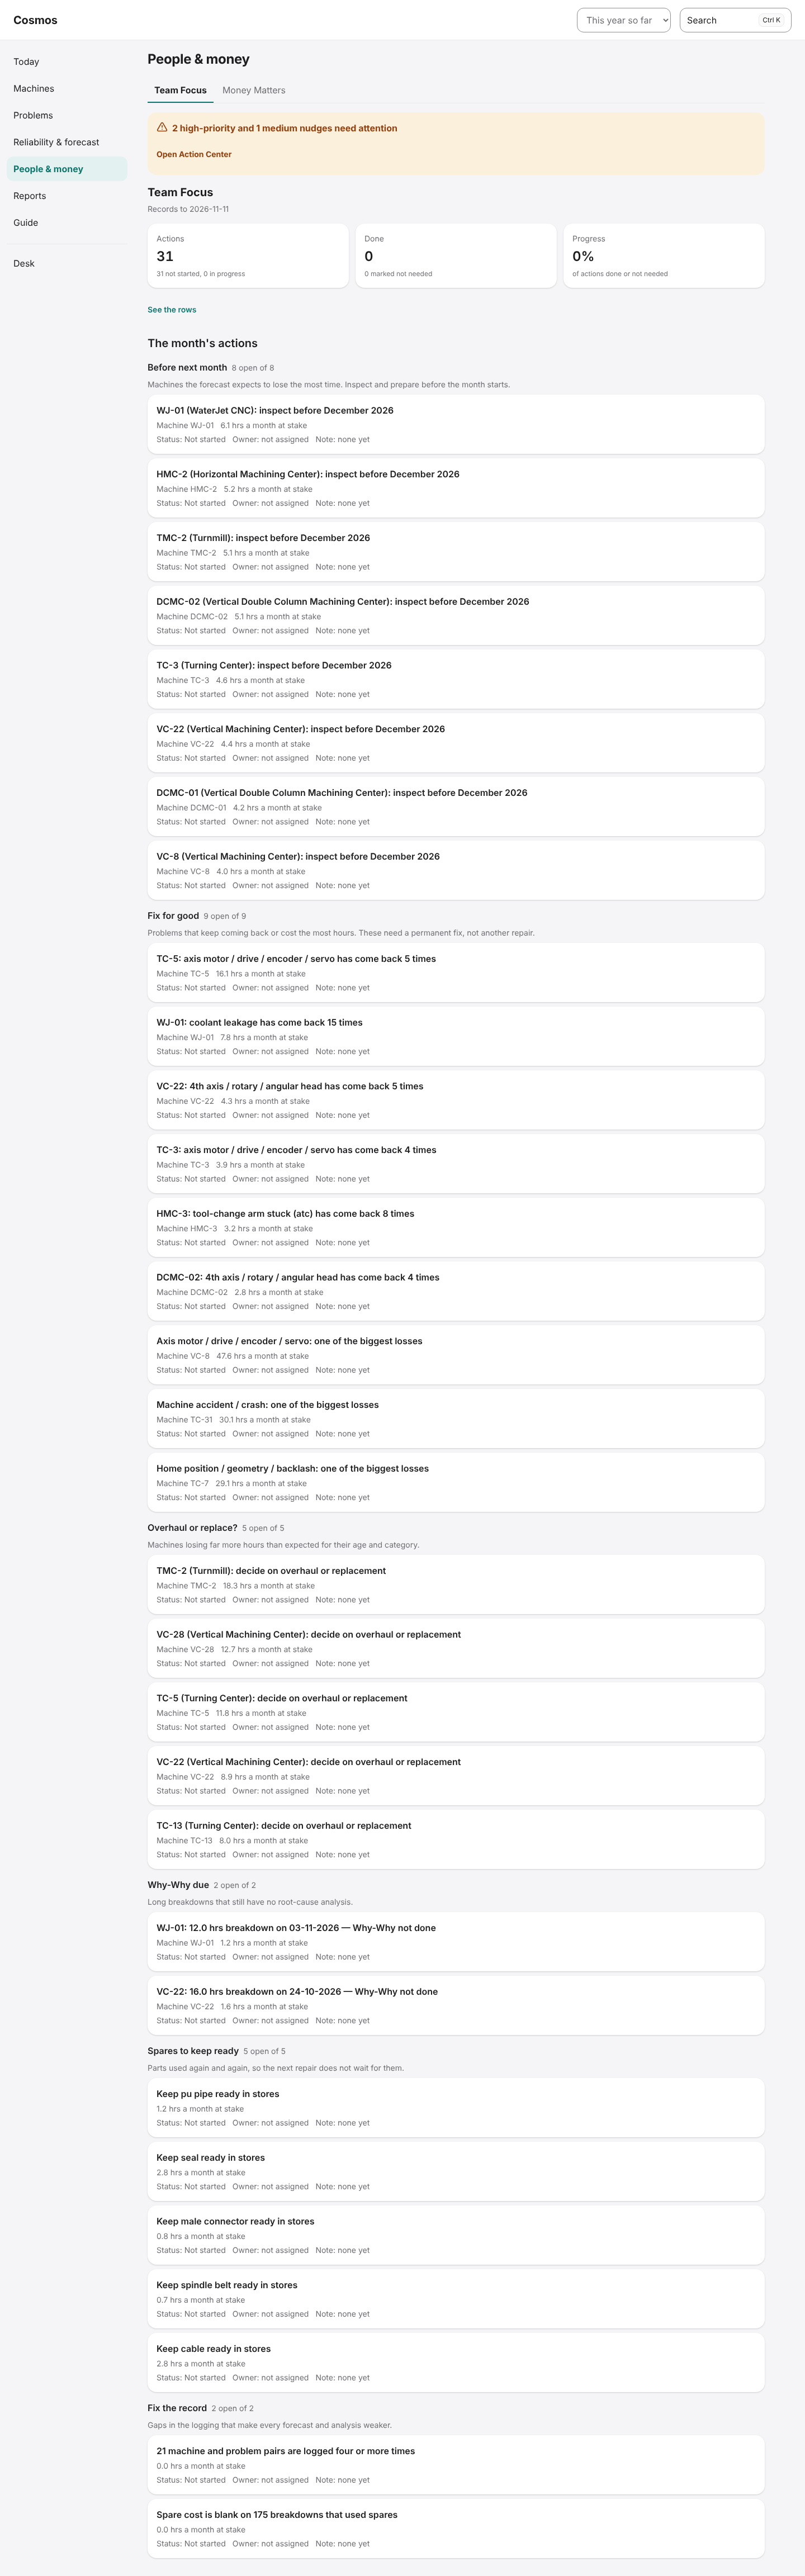 Cosmos
This year so far
Search
Ctrl K
Today
Machines
Problems
Reliability & forecast
People & money
Reports
Guide
Desk
People & money
Team Focus
Money Matters
2 high-priority and 1 medium nudges need attention
Open Action Center
Team Focus
Records to 2026-11-11
Actions
31
31 not started, 0 in progress
Done
0
0 marked not needed
Progress
0%
of actions done or not needed
See the rows
The month's actions
Before next month 8 open of 8
Machines the forecast expects to lose the most time. Inspect and prepare before the month starts.
WJ-01 (WaterJet CNC): inspect before December 2026
Machine WJ-01 6.1 hrs a month at stake
Status: Not started Owner: not assigned Note: none yet
HMC-2 (Horizontal Machining Center): inspect before December 2026
Machine HMC-2 5.2 hrs a month at stake
Status: Not started Owner: not assigned Note: none yet
TMC-2 (Turnmill): inspect before December 2026
Machine TMC-2 5.1 hrs a month at stake
Status: Not started Owner: not assigned Note: none yet
DCMC-02 (Vertical Double Column Machining Center): inspect before December 2026
Machine DCMC-02 5.1 hrs a month at stake
Status: Not started Owner: not assigned Note: none yet
TC-3 (Turning Center): inspect before December 2026
Machine TC-3 4.6 hrs a month at stake
Status: Not started Owner: not assigned Note: none yet
VC-22 (Vertical Machining Center): inspect before December 2026
Machine VC-22 4.4 hrs a month at stake
Status: Not started Owner: not assigned Note: none yet
DCMC-01 (Vertical Double Column Machining Center): inspect before December 2026
Machine DCMC-01 4.2 hrs a month at stake
Status: Not started Owner: not assigned Note: none yet
VC-8 (Vertical Machining Center): inspect before December 2026
Machine VC-8 4.0 hrs a month at stake
Status: Not started Owner: not assigned Note: none yet
Fix for good 9 open of 9
Problems that keep coming back or cost the most hours. These need a permanent fix, not another repair.
TC-5: axis motor / drive / encoder / servo has come back 5 times
Machine TC-5 16.1 hrs a month at stake
Status: Not started Owner: not assigned Note: none yet
WJ-01: coolant leakage has come back 15 times
Machine WJ-01 7.8 hrs a month at stake
Status: Not started Owner: not assigned Note: none yet
VC-22: 4th axis / rotary / angular head has come back 5 times
Machine VC-22 4.3 hrs a month at stake
Status: Not started Owner: not assigned Note: none yet
TC-3: axis motor / drive / encoder / servo has come back 4 times
Machine TC-3 3.9 hrs a month at stake
Status: Not started Owner: not assigned Note: none yet
HMC-3: tool-change arm stuck (atc) has come back 8 times
Machine HMC-3 3.2 hrs a month at stake
Status: Not started Owner: not assigned Note: none yet
DCMC-02: 4th axis / rotary / angular head has come back 4 times
Machine DCMC-02 2.8 hrs a month at stake
Status: Not started Owner: not assigned Note: none yet
Axis motor / drive / encoder / servo: one of the biggest losses
Machine VC-8 47.6 hrs a month at stake
Status: Not started Owner: not assigned Note: none yet
Machine accident / crash: one of the biggest losses
Machine TC-31 30.1 hrs a month at stake
Status: Not started Owner: not assigned Note: none yet
Home position / geometry / backlash: one of the biggest losses
Machine TC-7 29.1 hrs a month at stake
Status: Not started Owner: not assigned Note: none yet
Overhaul or replace? 5 open of 5
Machines losing far more hours than expected for their age and category.
TMC-2 (Turnmill): decide on overhaul or replacement
Machine TMC-2 18.3 hrs a month at stake
Status: Not started Owner: not assigned Note: none yet
VC-28 (Vertical Machining Center): decide on overhaul or replacement
Machine VC-28 12.7 hrs a month at stake
Status: Not started Owner: not assigned Note: none yet
TC-5 (Turning Center): decide on overhaul or replacement
Machine TC-5 11.8 hrs a month at stake
Status: Not started Owner: not assigned Note: none yet
VC-22 (Vertical Machining Center): decide on overhaul or replacement
Machine VC-22 8.9 hrs a month at stake
Status: Not started Owner: not assigned Note: none yet
TC-13 (Turning Center): decide on overhaul or replacement
Machine TC-13 8.0 hrs a month at stake
Status: Not started Owner: not assigned Note: none yet
Why-Why due 2 open of 2
Long breakdowns that still have no root-cause analysis.
WJ-01: 12.0 hrs breakdown on 03-11-2026 — Why-Why not done
Machine WJ-01 1.2 hrs a month at stake
Status: Not started Owner: not assigned Note: none yet
VC-22: 16.0 hrs breakdown on 24-10-2026 — Why-Why not done
Machine VC-22 1.6 hrs a month at stake
Status: Not started Owner: not assigned Note: none yet
Spares to keep ready 5 open of 5
Parts used again and again, so the next repair does not wait for them.
Keep pu pipe ready in stores
1.2 hrs a month at stake
Status: Not started Owner: not assigned Note: none yet
Keep seal ready in stores
2.8 hrs a month at stake
Status: Not started Owner: not assigned Note: none yet
Keep male connector ready in stores
0.8 hrs a month at stake
Status: Not started Owner: not assigned Note: none yet
Keep spindle belt ready in stores
0.7 hrs a month at stake
Status: Not started Owner: not assigned Note: none yet
Keep cable ready in stores
2.8 hrs a month at stake
Status: Not started Owner: not assigned Note: none yet
Fix the record 2 open of 2
Gaps in the logging that make every forecast and analysis weaker.
21 machine and problem pairs are logged four or more times
0.0 hrs a month at stake
Status: Not started Owner: not assigned Note: none yet
Spare cost is blank on 175 breakdowns that used spares
0.0 hrs a month at stake
Status: Not started Owner: not assigned Note: none yet